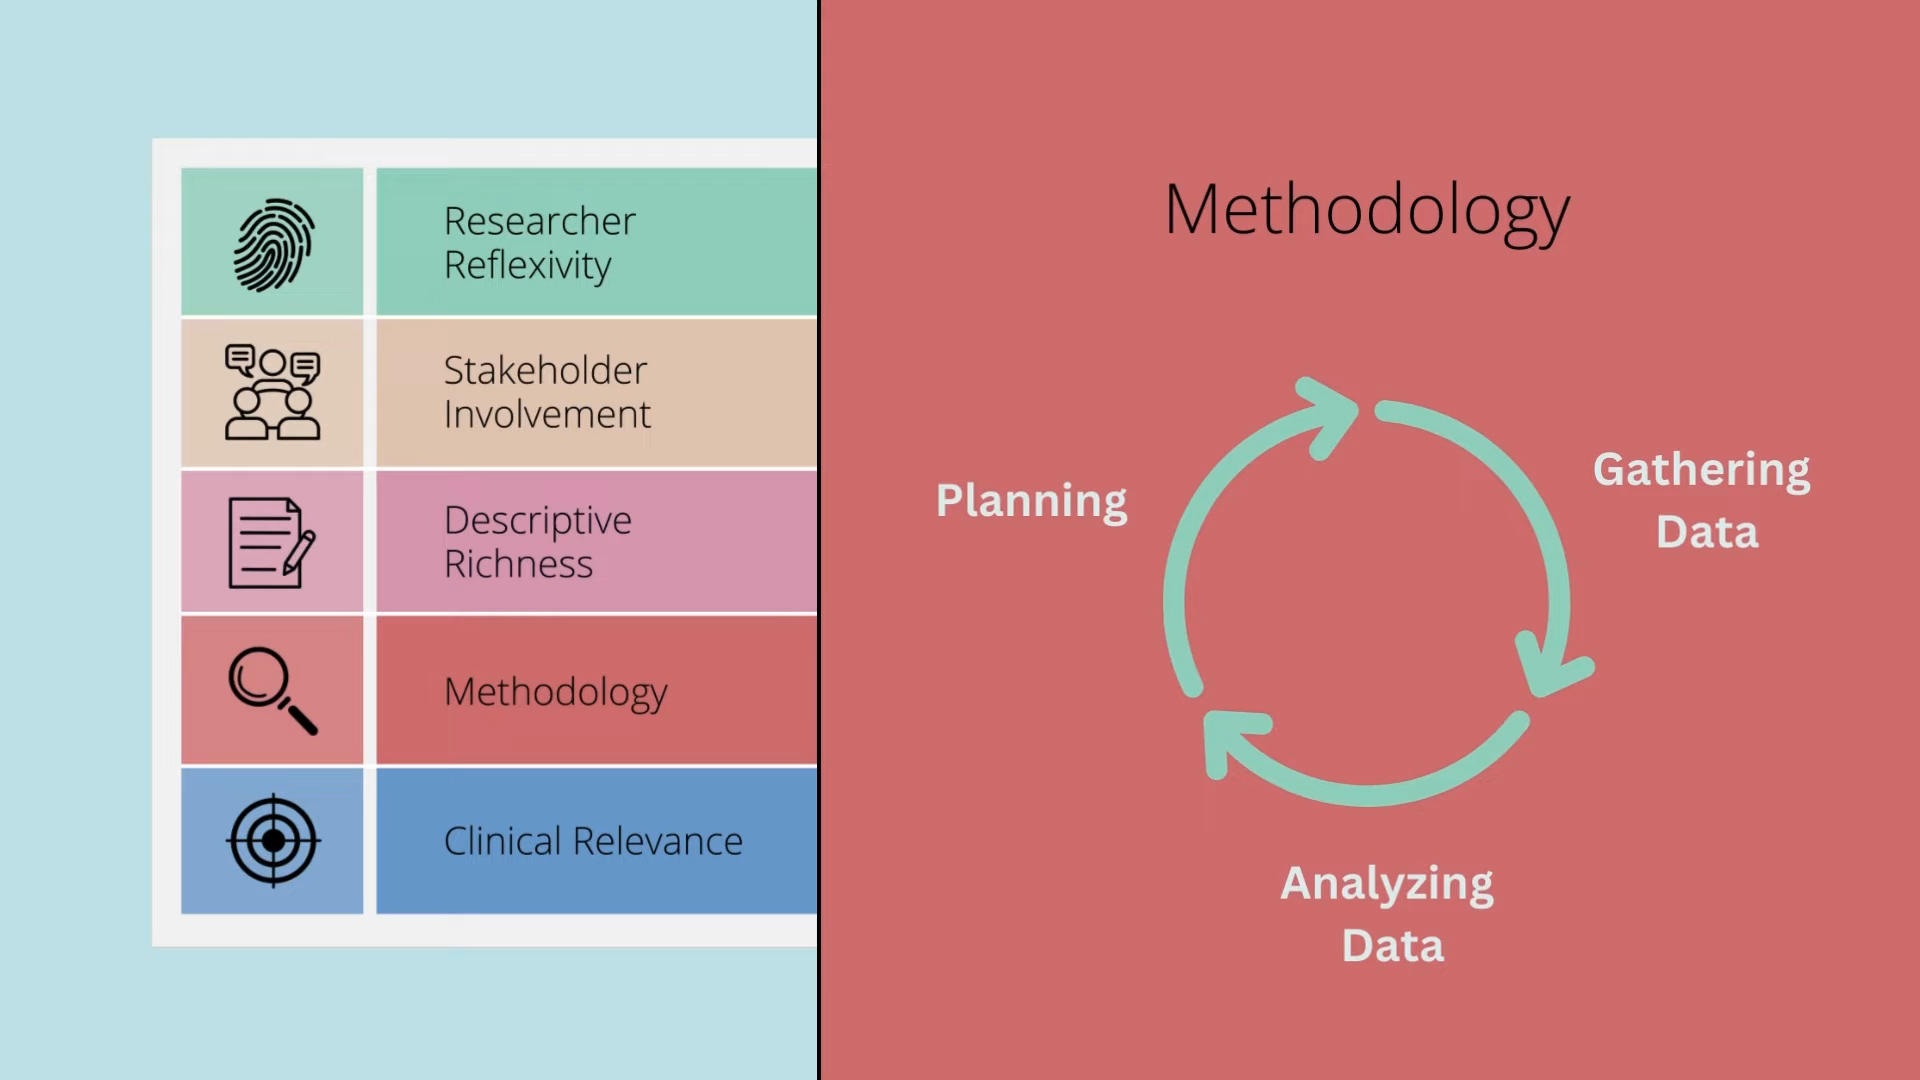 Researcher
Reflexivity
Stakeholder
Involvement
Descriptive
Richness
Methodology
Clinical Relevance
Methodology
Planning
Gathering
Data
Analyzing
Data